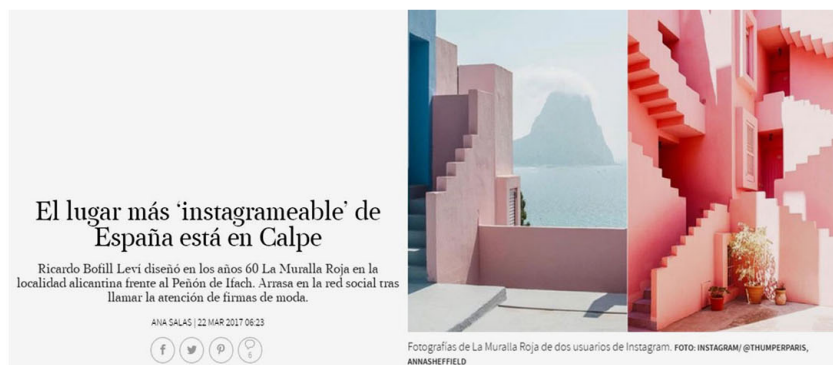 El lugar más ‘instagrameable’ de
España está en Calpe
Ricardo Bofill Levi diseñó en los años 60 La Muralla Roja en la
localidad alicantina frente al Peñón de Ifach. Arrasa en la red social tras
llamar la atención de firmas de moda.
ANA SALAS | 22 MAR 2017 06:23
6
Fotografías de La Muralla Roja de dos usuarios de Instagram. FOTO: INSTAGRAM/ @THUMPERPARIS,
ANNASHEFFIELD